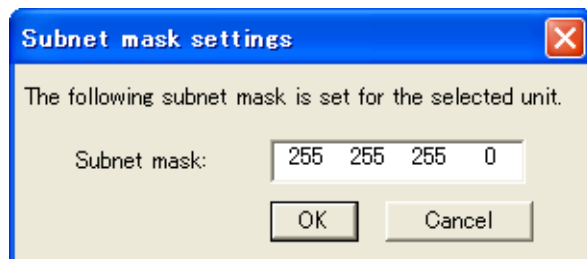 Subnet mask settings
The following subnet mask is set for the selected unit.
Subnet mask: 255 255 255 0
OK Cancel